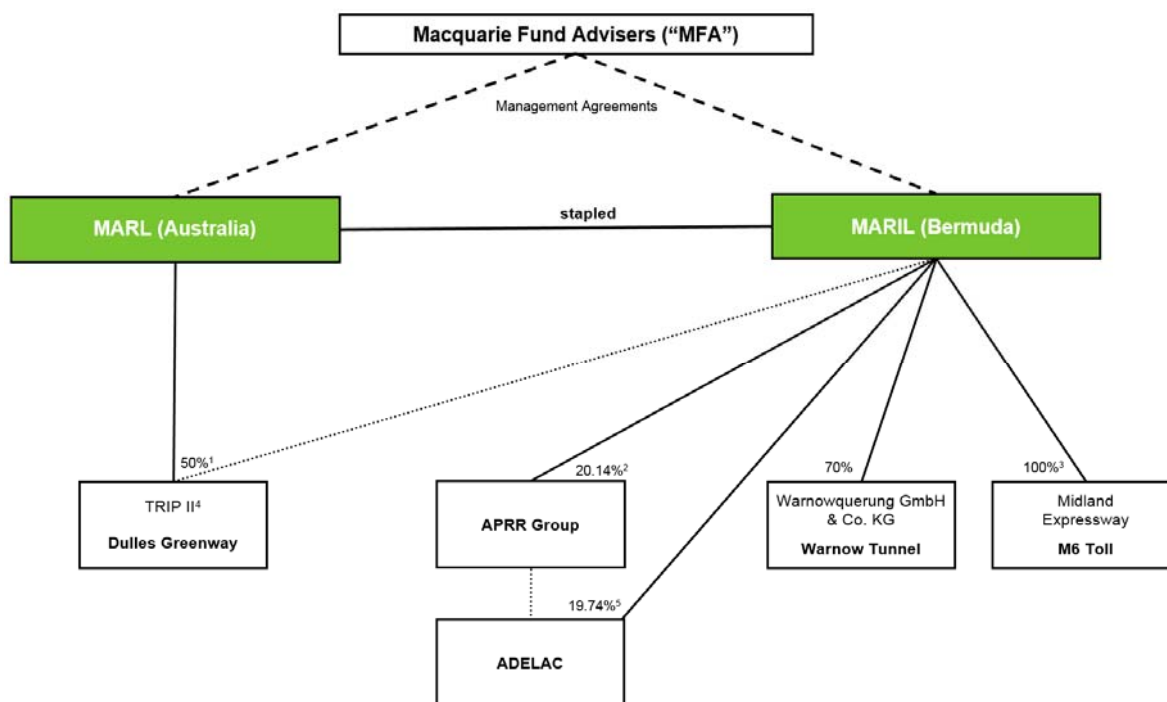 Macquarie Fund Advisers (“MFA”)
Management Agreements
MARL (Australia)
stapled
MARIL (Bermuda)
50%¹
20.14%²
70%
100%³
TRIP II⁴
Dulles Greenway
APRR Group
Warnowquerung GmbH
& Co. KG
Warnow Tunnel
Midland
Expressway
M6 Toll
19.74%⁵
ADELAC